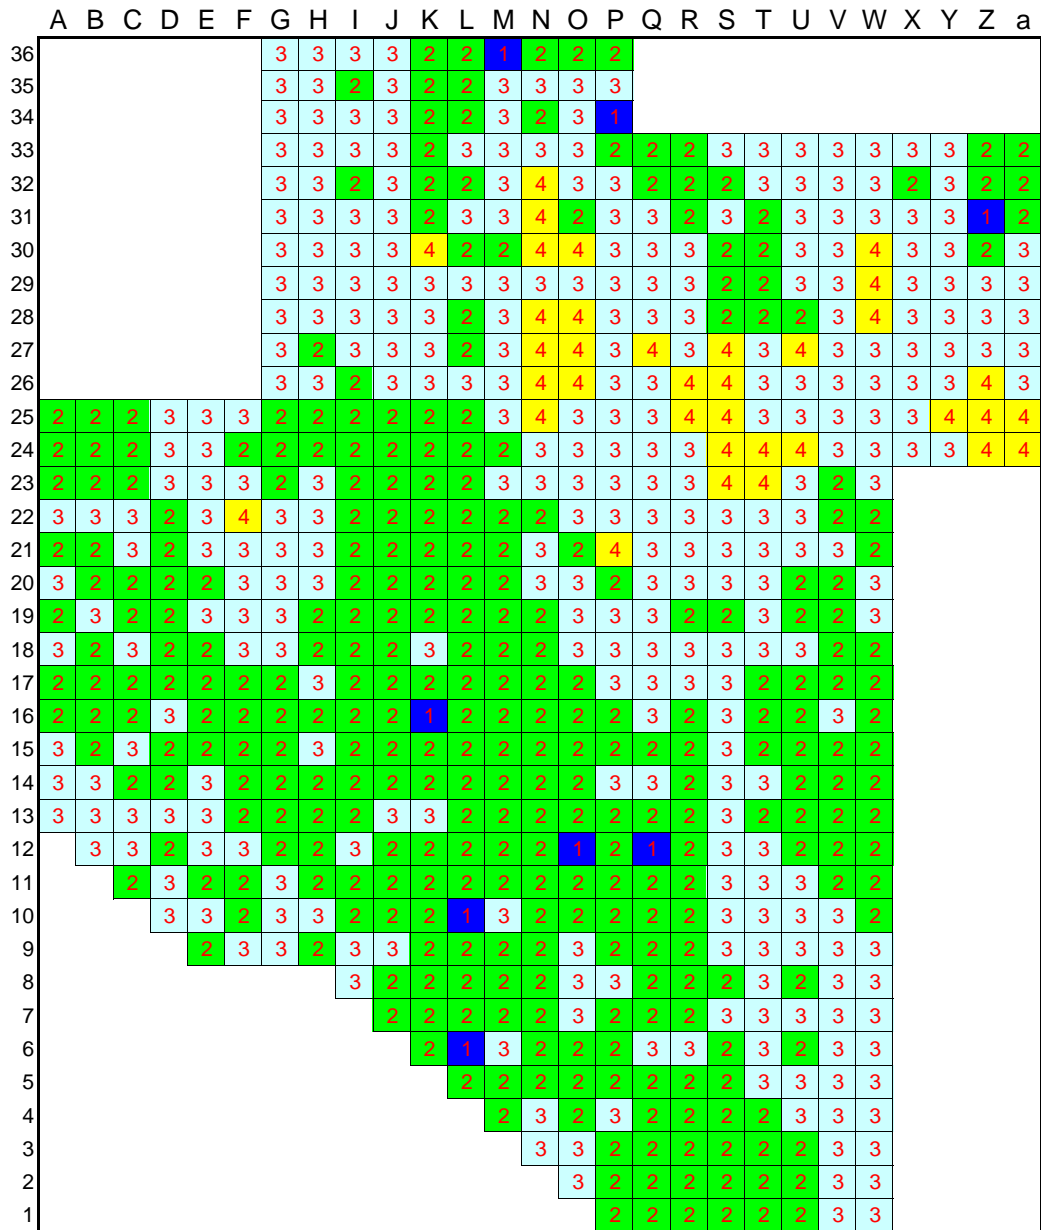 A B C D E F G H I J K L M N O P Q R S T U V W X Y Z a
36 3 3 3 3 2 2 1 2 2 2
35 3 3 2 3 2 2 3 3 3 3
34 3 3 3 3 2 2 3 2 3 1
33 3 3 3 3 2 3 3 3 3 2 2 2 3 3 3 3 3 3 3 2 2
32 3 3 2 3 2 2 3 4 3 3 2 2 2 3 3 3 3 2 3 2 2
31 3 3 3 3 2 3 3 4 2 3 3 2 3 2 3 3 3 3 3 1 2
30 3 3 3 3 4 2 2 4 4 3 3 3 2 2 3 3 4 3 3 2 3
29 3 3 3 3 3 3 3 3 3 3 3 3 2 2 3 3 4 3 3 3 3
28 3 3 3 3 3 2 3 4 4 3 3 3 2 2 2 3 4 3 3 3 3
27 3 2 3 3 3 2 3 4 4 3 4 3 4 3 4 3 3 3 3 3 3
26 3 3 2 3 3 3 3 4 4 3 3 4 4 3 3 3 3 3 3 4 3
25 2 2 2 3 3 3 2 2 2 2 2 2 3 4 3 3 3 4 4 3 3 3 3 3 4 4 4
24 2 2 2 3 3 2 2 2 2 2 2 2 2 3 3 3 3 3 4 4 4 3 3 3 3 4 4
23 2 2 2 3 3 3 2 3 2 2 2 2 3 3 3 3 3 3 4 4 3 2 3
22 3 3 3 2 3 4 3 3 2 2 2 2 2 2 3 3 3 3 3 3 3 2 2
21 2 2 3 2 3 3 3 3 2 2 2 2 2 3 2 4 3 3 3 3 3 3 2
20 3 2 2 2 2 3 3 3 2 2 2 2 2 3 3 2 3 3 3 3 2 2 3
19 2 3 2 2 3 3 3 2 2 2 2 2 2 2 3 3 3 2 2 3 2 2 3
18 3 2 3 2 2 3 3 2 2 2 3 2 2 2 3 3 3 3 3 3 3 2 2
17 2 2 2 2 2 2 2 3 2 2 2 2 2 2 2 3 3 3 3 2 2 2 2
16 2 2 2 3 2 2 2 2 2 2 1 2 2 2 2 2 3 2 3 2 2 3 2
15 3 2 3 2 2 2 2 3 2 2 2 2 2 2 2 2 2 2 3 2 2 2 2
14 3 3 2 2 3 2 2 2 2 2 2 2 2 2 2 3 3 2 3 3 2 2 2
13 3 3 3 3 3 2 2 2 2 3 3 2 2 2 2 2 2 2 3 2 2 2 2
12 3 3 2 3 3 2 2 3 2 2 2 2 2 1 2 1 2 3 3 2 2 2
11 2 3 2 2 3 2 2 2 2 2 2 2 2 2 2 2 3 3 3 2 2
10 3 3 2 3 3 2 2 2 1 3 2 2 2 2 2 3 3 3 3 2
9 2 3 3 2 3 3 2 2 2 2 3 2 2 2 3 3 3 3 3
8 3 2 2 2 2 2 3 3 2 2 2 3 2 3 3
7 2 2 2 2 2 3 2 2 2 3 3 3 3 3
6 2 1 3 2 2 2 3 3 2 3 2 3 3
5 2 2 2 2 2 2 2 2 3 3 3 3
4 2 3 2 3 2 2 2 2 3 3 3
3 3 3 2 2 2 2 2 2 3 3
2 3 2 2 2 2 2 2 3 3
1 2 2 2 2 2 2 3 3